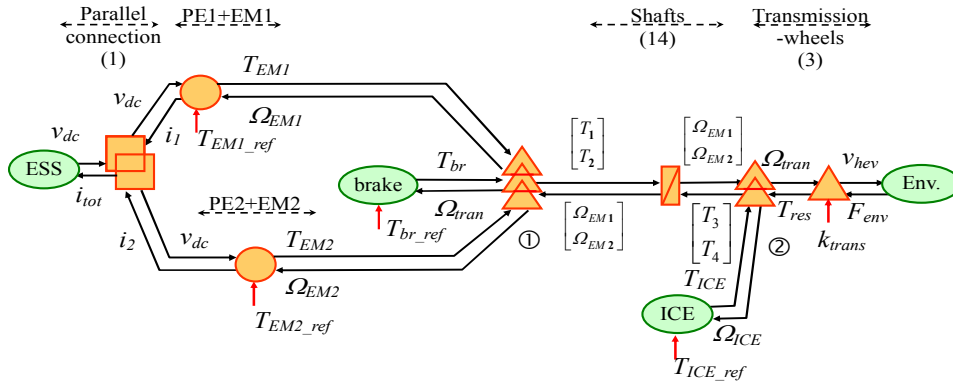 Parallel
connection
(1)
PE1+EM1
Shafts
(14)
Transmission
-wheels
(3)
T_EM1
v_dc
Ω_EM1
i_1
T_EM1_ref
v_dc
ESS
i_tot
T_br
brake
Ω_tran
T_br_ref
[T_1
T_2]
[Ω_EM1
Ω_EM2]
Ω_tran
v_hev
Env.
T_res
F_env
k_trans
[Ω_EM1
Ω_EM2]
[T_3
T_4]
①
②
PE2+EM2
i_2
v_dc
T_EM2
Ω_EM2
T_EM2_ref
T_ICE
ICE
Ω_ICE
T_ICE_ref